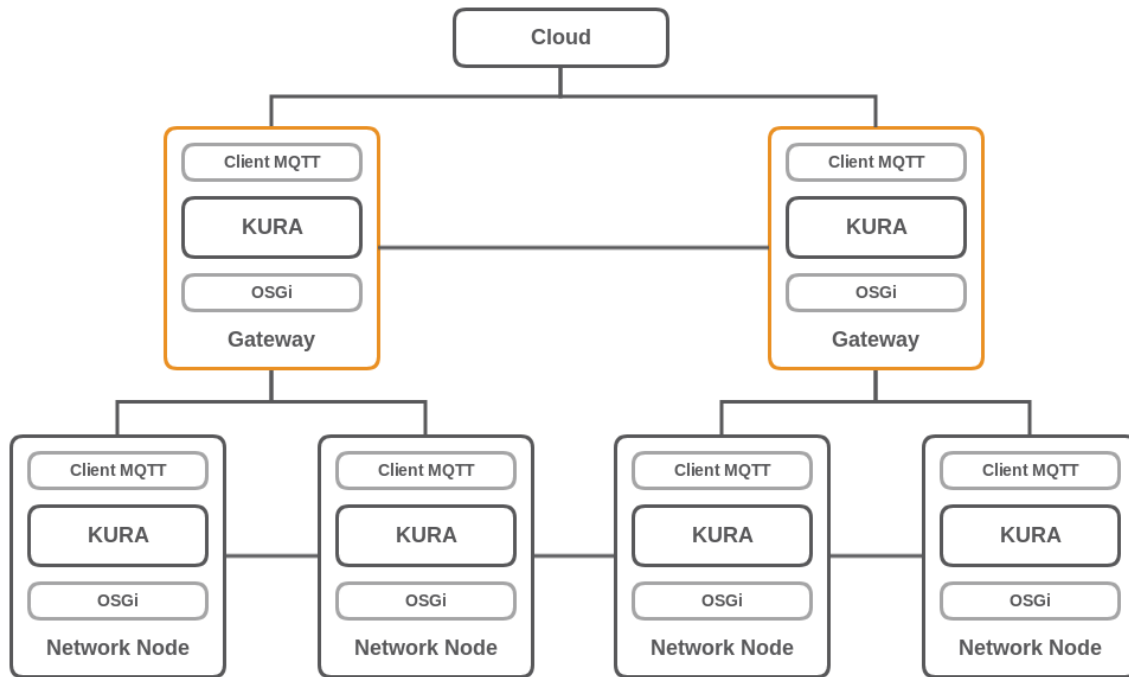 Cloud
Client MQTT
KURA
OSGi
Gateway
Client MQTT
KURA
OSGi
Gateway
Client MQTT
KURA
OSGi
Network Node
Client MQTT
KURA
OSGi
Network Node
Client MQTT
KURA
OSGi
Network Node
Client MQTT
KURA
OSGi
Network Node